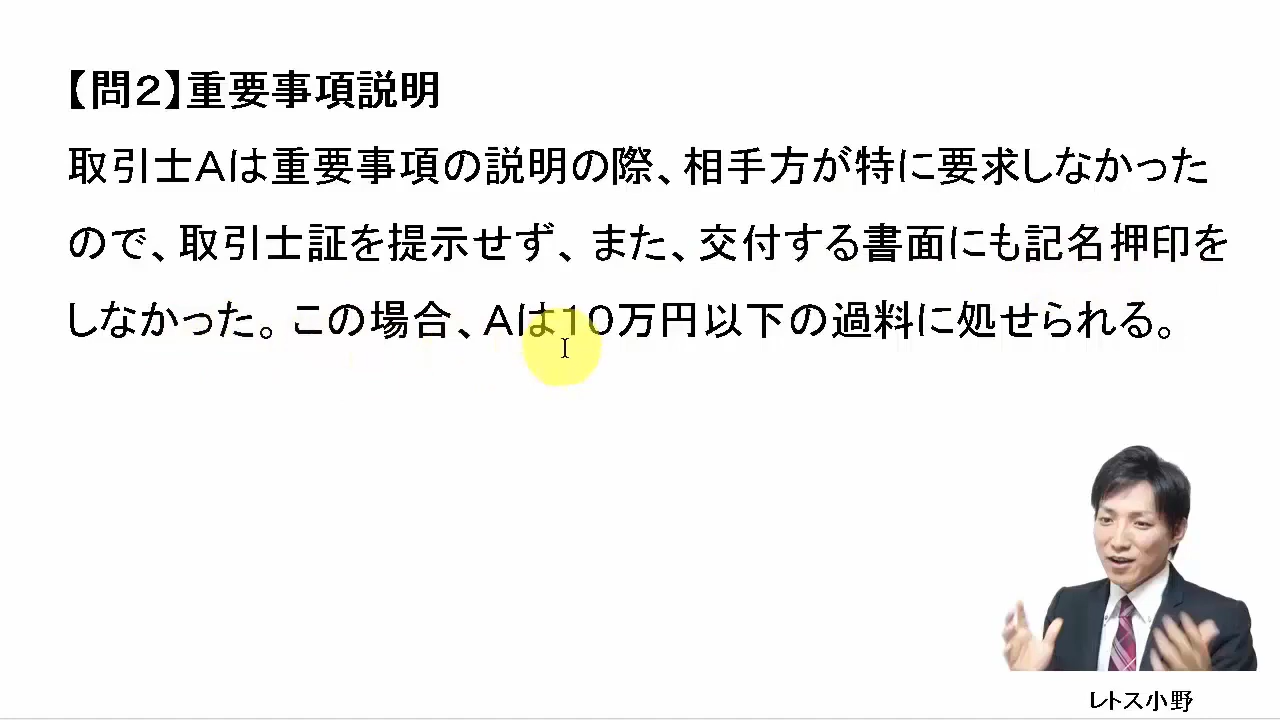 【問２】重要事項説明
取引士Ａは重要事項の説明の際、相手方が特に要求しなかった
ので、取引士証を提示せず、また、交付する書面にも記名押印を
しなかった。この場合、Ａは１０万円以下の過料に処せられる。
レトス小野